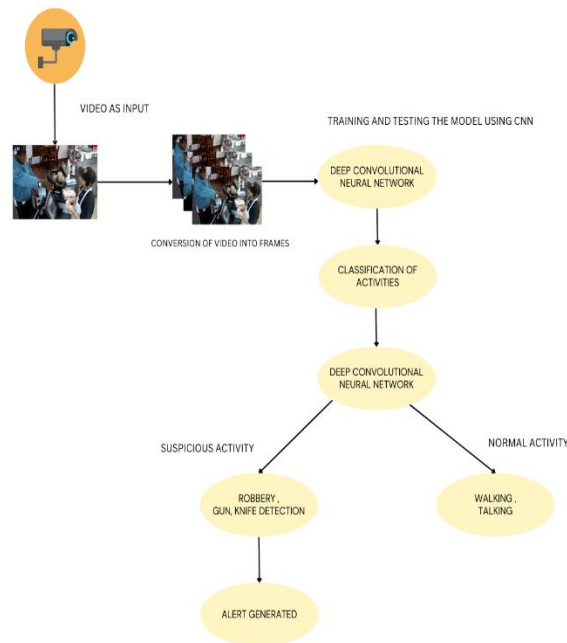 VIDEO AS INPUT
TRAINING AND TESTING THE MODEL USING CNN
DEEP CONVOLUTIONAL
NEURAL NETWORK
CONVERSION OF VIDEO INTO FRAMES
CLASSIFICATION OF
ACTIVITIES
DEEP CONVOLUTIONAL
NEURAL NETWORK
SUSPICIOUS ACTIVITY
NORMAL ACTIVITY
ROBBERY ,
GUN, KNIFE DETECTION
WALKING ,
TALKING
ALERT GENERATED